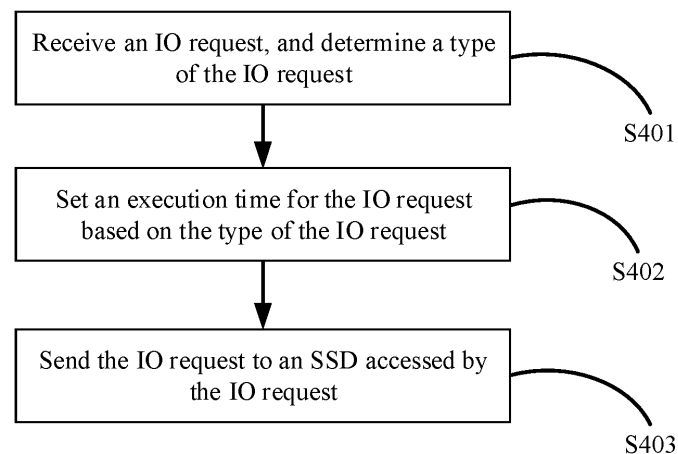 Receive an IO request, and determine a type
of the IO request
S401
Set an execution time for the IO request
based on the type of the IO request
S402
Send the IO request to an SSD accessed by
the IO request
S403